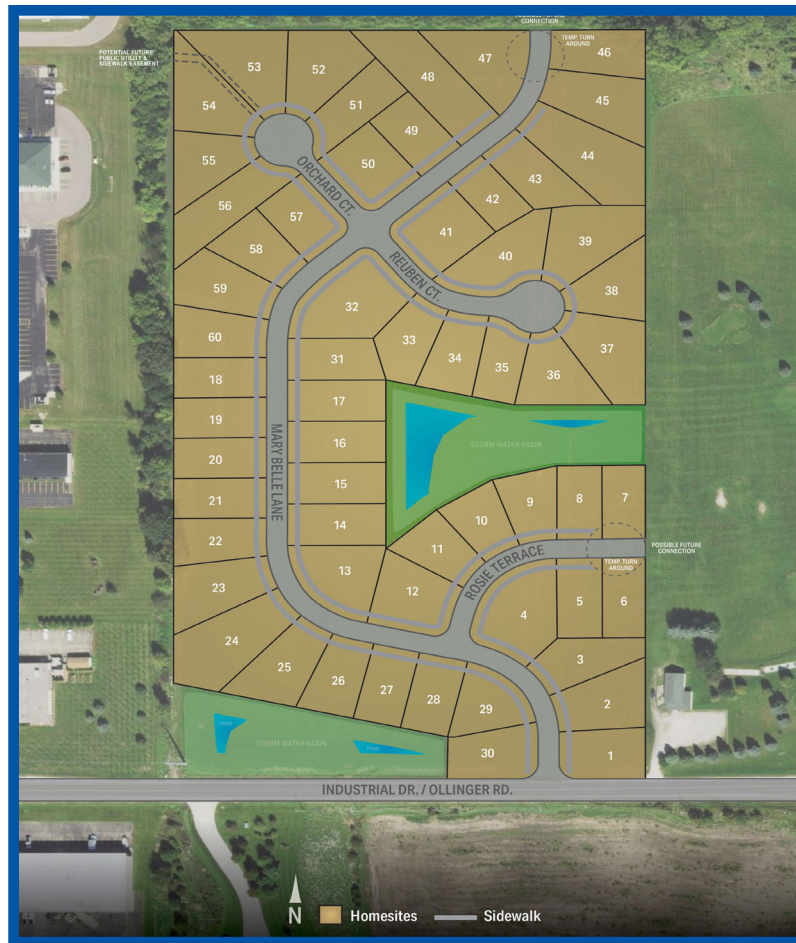 CONNECTION
TEMP. TURN
AROUND
POTENTIAL FUTURE
PUBLIC UTILITY &
SIDEWALK EASEMENT
53
52
51
54
50
49
48
47
46
45
44
43
42
41
40
39
38
37
36
35
34
33
32
31
55
56
57
58
59
60
18
19
20
21
22
23
24
25
26
27
28
29
30
17
16
15
14
13
12
11
10
9
8
7
6
5
4
3
2
1
ORCHARD CT.
REUBEN CT.
MARY BELLE LANE
ROSIE TERRACE
STORM WATER BASIN
POSSIBLE FUTURE
CONNECTION
TEMP. TURN
AROUND
POND
POND
STORM WATER BASIN
INDUSTRIAL DR. / OLLINGER RD.
N
Homesites
Sidewalk